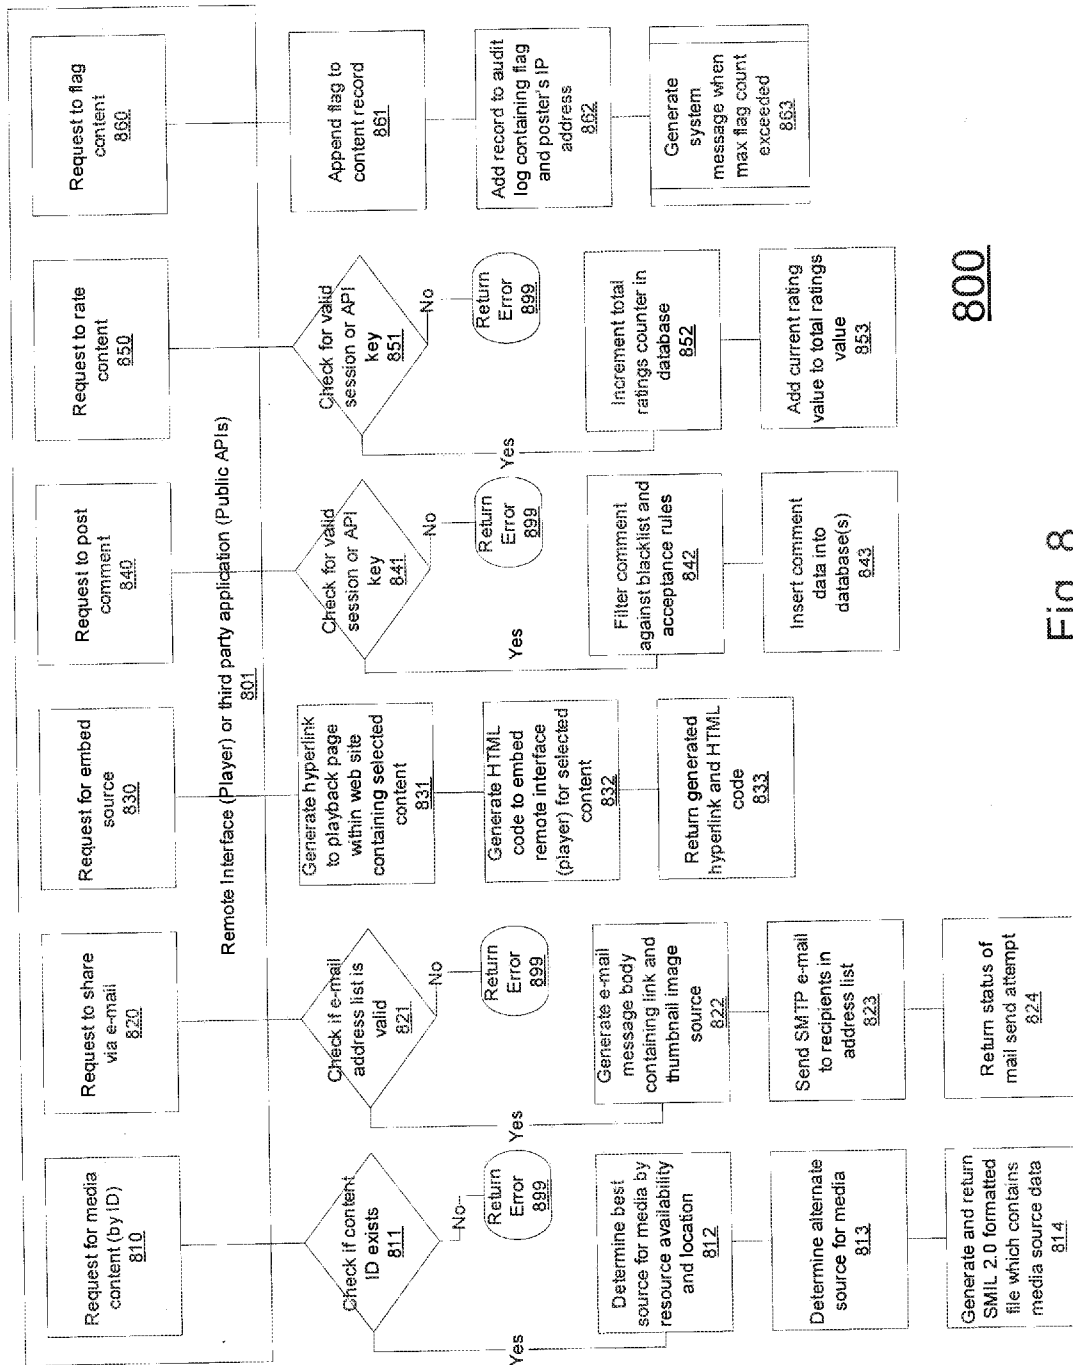 Request for media
content (by ID)
810
Check if content
ID exists
811
No
Return
Error
899
Yes
Determine best
source for media by
resource availability
and location
812
Determine alternate
source for media
813
Generate and return
SMIL 2.0 formatted
file which contains
media source data
814
Request to share
via e-mail
820
Check if e-mail
address list is
valid
821
No
Return
Error
899
Yes
Generate e-mail
message body
containing link and
thumbnail image
source
822
Send SMTP e-mail
to recipients in
address list
823
Return status of
mail send attempt
824
Request for embed
source
830
Remote Interface (Player) or third party application (Public APIs)
801
Generate hyperlink
to playback page
within web site
containing selected
content
831
Generate HTML
code to embed
remote interface
(player) for selected
content
832
Return generated
hyperlink and HTML
code
833
Request to post
comment
840
Check for valid
session or API
key
841
No
Return
Error
899
Yes
Filter comment
against blacklist and
acceptance rules
842
Insert comment
data into
database(s)
843
Request to rate
content
850
Check for valid
session or API
key
851
No
Return
Error
899
Yes
Increment total
ratings counter in
database
852
Add current rating
value to total ratings
value
853
Request to flag
content
860
Append flag to
content record
861
Add record to audit
log containing flag
and poster's IP
address
862
Generate
system
message when
max flag count
exceeded
863
800
Fig. 8